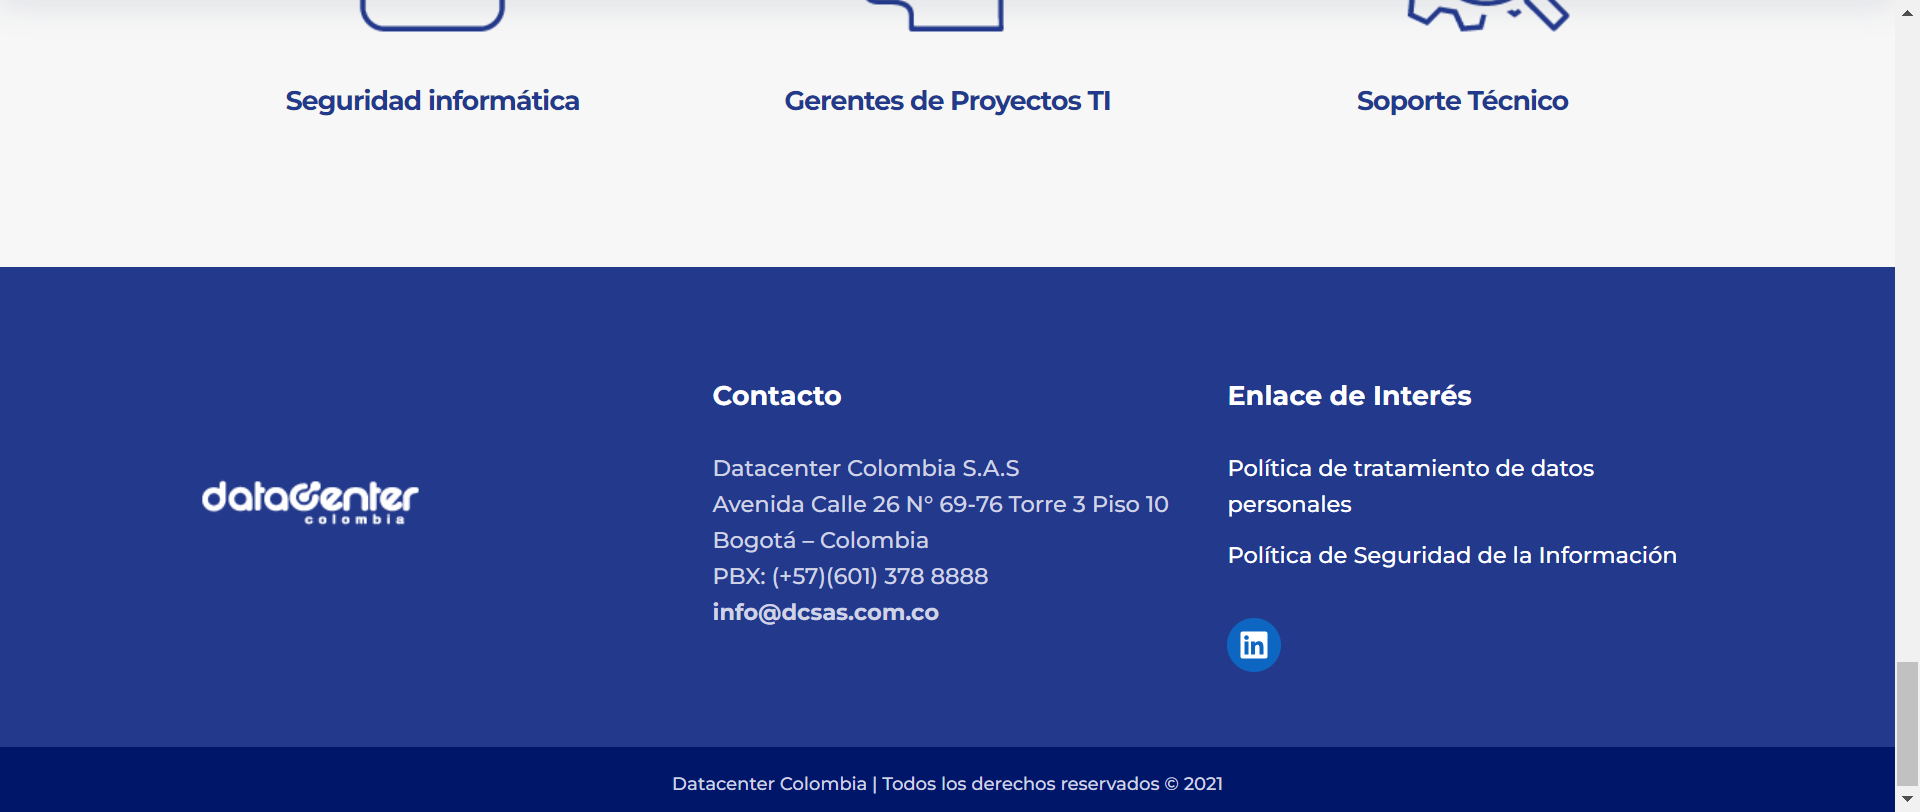 Seguridad informática
Gerentes de Proyectos TI
Soporte Técnico
dataCenter
colombia
Contacto
Datacenter Colombia S.A.S
Avenida Calle 26 N° 69-76 Torre 3 Piso 10
Bogotá – Colombia
PBX: (+57)(601) 378 8888
info@dcsas.com.co
Enlace de Interés
Política de tratamiento de datos
personales
Política de Seguridad de la Información
in
Datacenter Colombia | Todos los derechos reservados © 2021